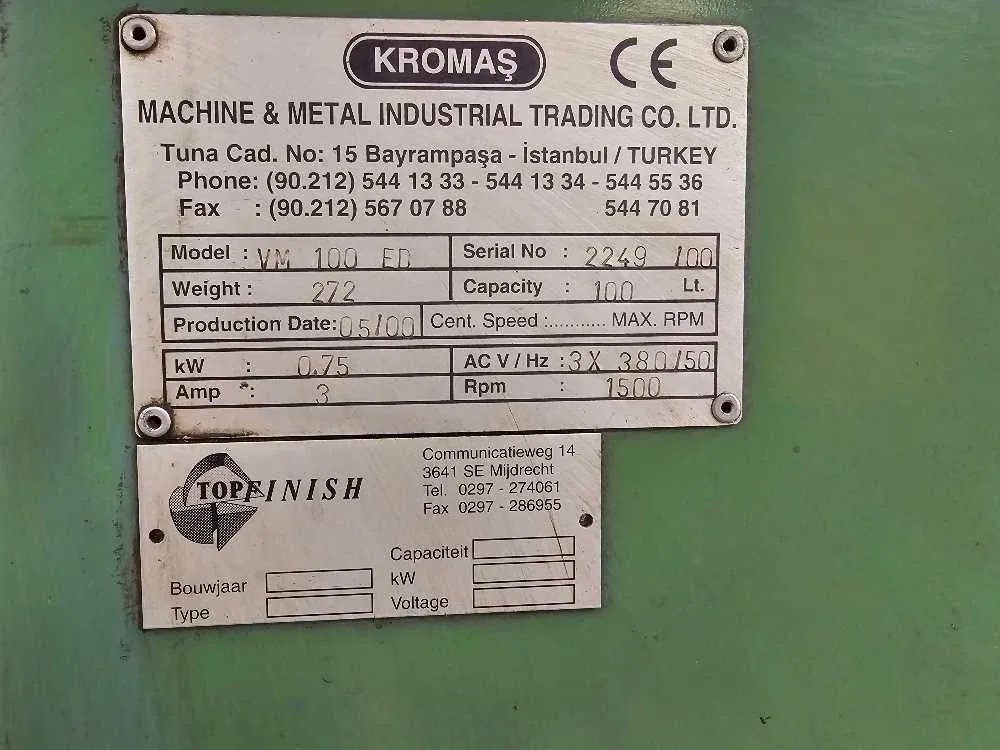 KROMAŞ CE
MACHINE & METAL INDUSTRIAL TRADING CO. LTD.
Tuna Cad. No: 15 Bayrampaşa - İstanbul / TURKEY
Phone: (90.212) 544 13 33 - 544 13 34 - 544 55 36
Fax : (90.212) 567 07 88 544 70 81
Model : VM 100 ED Serial No : 2249 /00
Weight : 272 Capacity : 100 Lt.
Production Date: 05/00 Cent. Speed :........... MAX. RPM
kW : 0.75 AC V / Hz : 3X 380/50
Amp : 3 Rpm : 1500
TOPFINISH
Communicatieweg 14
3641 SE Mijdrecht
Tel. 0297 - 274061
Fax 0297 - 286955
Capaciteit
Bouwjaar kW
Type Voltage